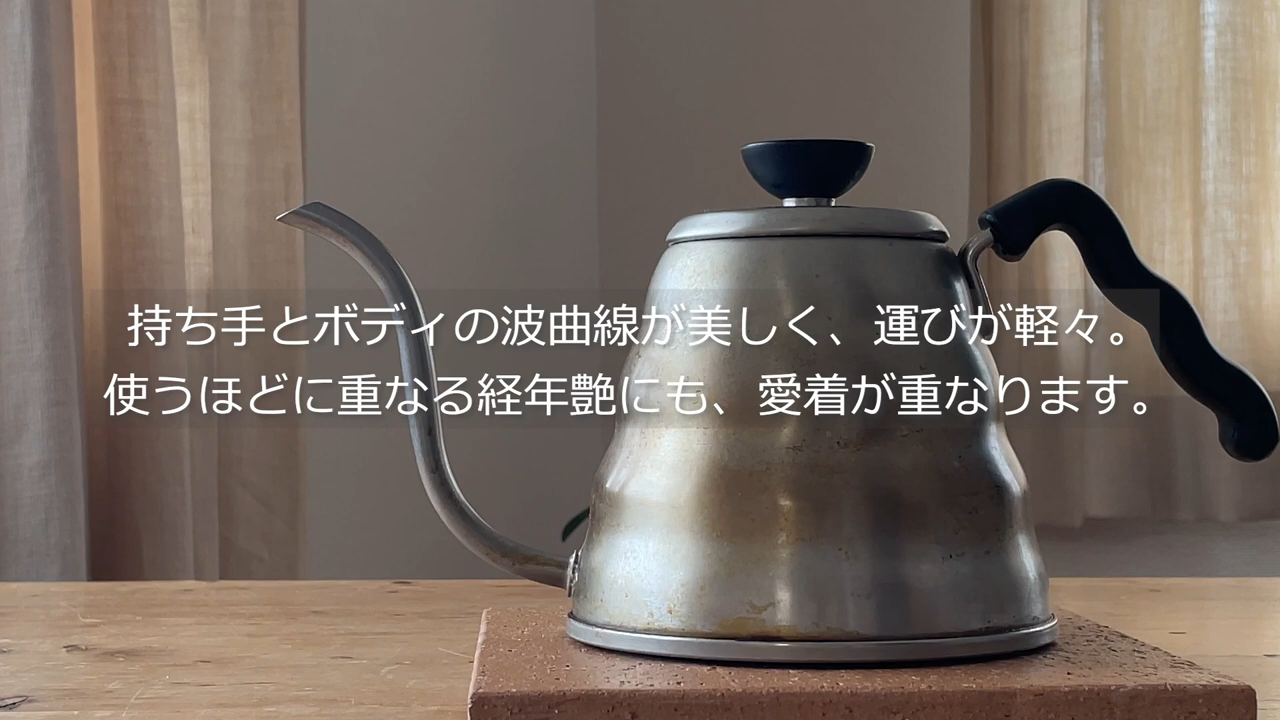 持ち手とボディの波曲線が美しく、運びが軽々。
使うほどに重なる経年艶にも、愛着が重なります。